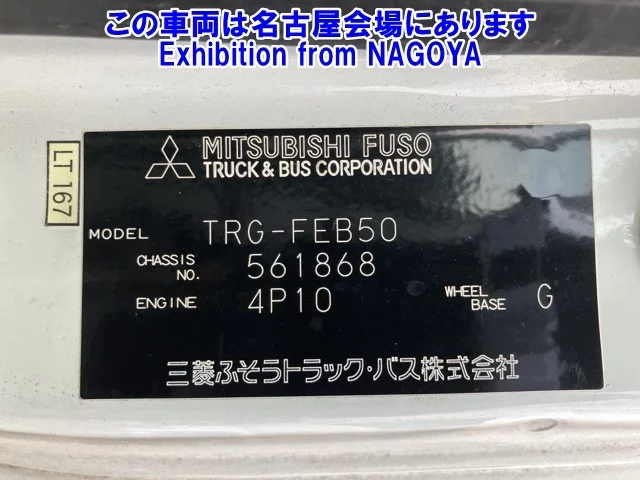 この車両は名古屋会場にあります
Exhibition from NAGOYA
MITSUBISHI FUSO
TRUCK & BUS CORPORATION
LT 167
MODEL TRG-FEB50
CHASSIS NO. 561868
ENGINE 4P10 WHEEL BASE G
三菱ふそうトラック・バス株式会社